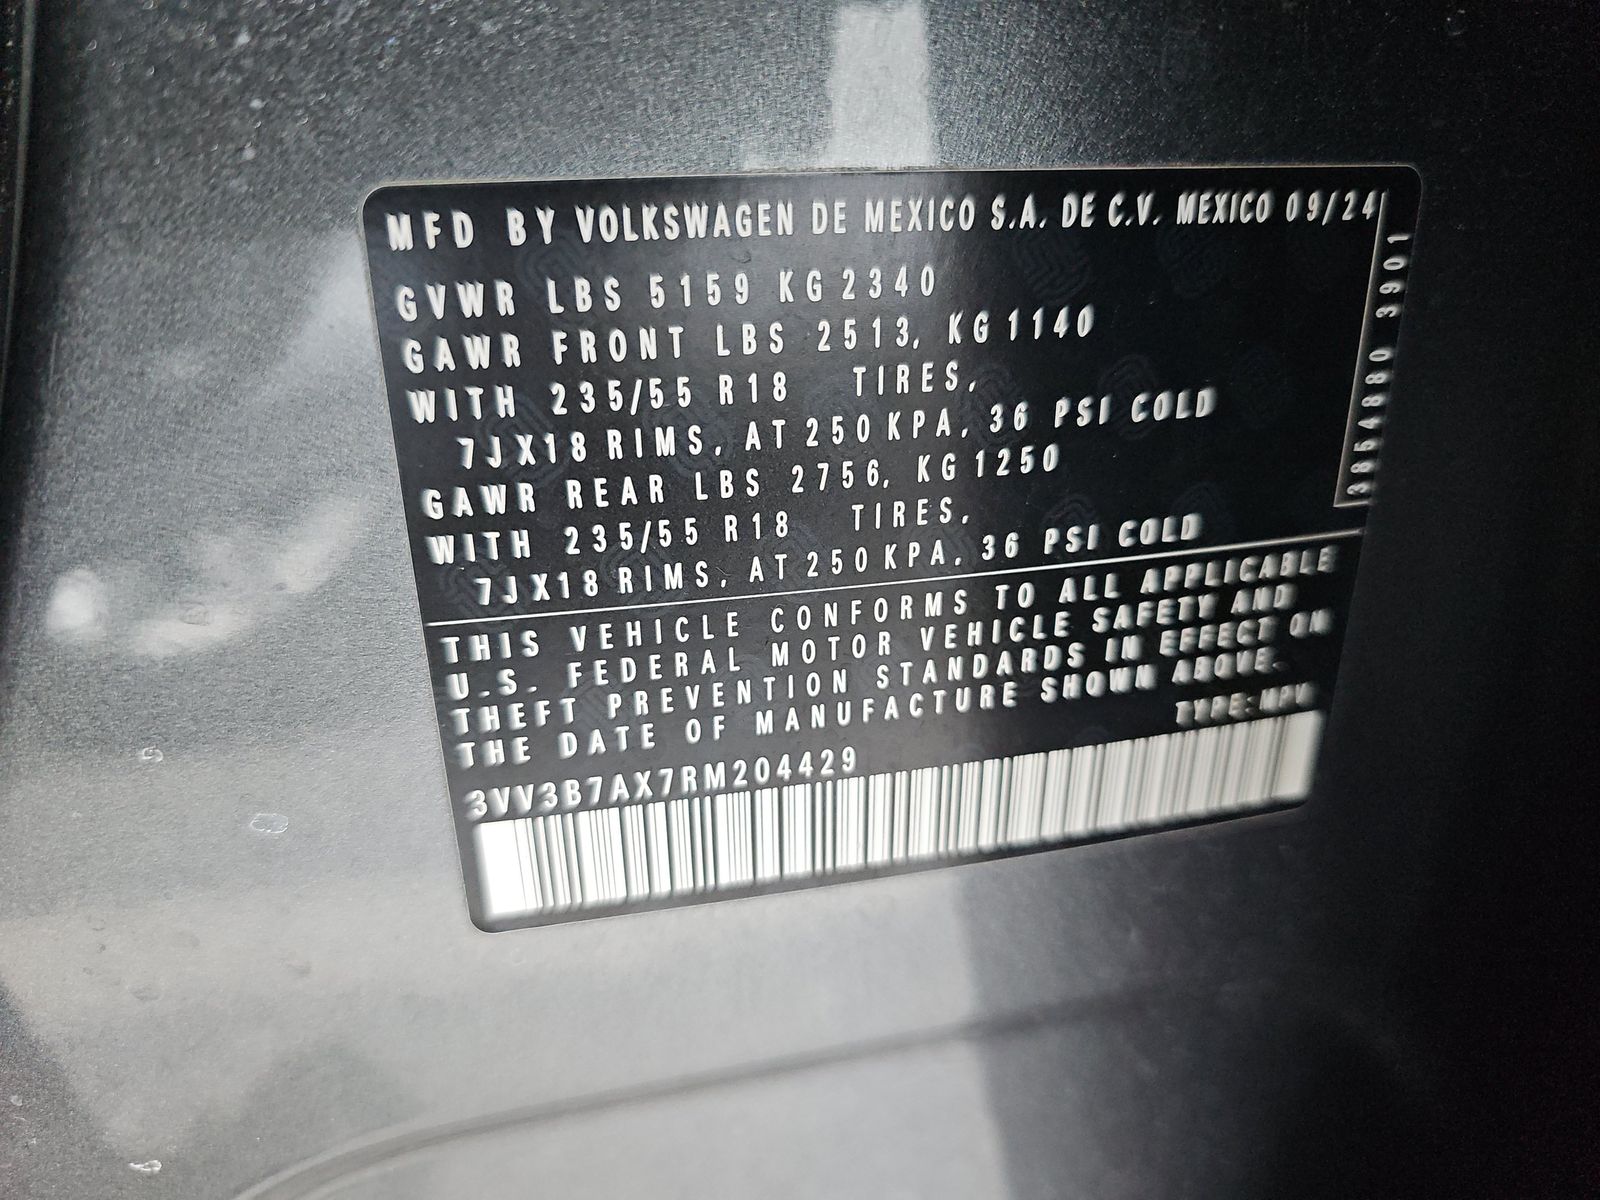 MFD BY VOLKSWAGEN DE MEXICO S.A. DE C.V. MEXICO 09/24
GVWR LBS 5159 KG 2340
GAWR FRONT LBS 2513, KG 1140
WITH 235/55 R18 TIRES,
7JX18 RIMS, AT 250 KPA, 36 PSI COLD
GAWR REAR LBS 2756, KG 1250
WITH 235/55 R18 TIRES,
7JX18 RIMS, AT 250 KPA, 36 PSI COLD
THIS VEHICLE CONFORMS TO ALL APPLICABLE
U.S. FEDERAL MOTOR VEHICLE SAFETY AND
THEFT PREVENTION STANDARDS IN EFFECT ON
THE DATE OF MANUFACTURE SHOWN ABOVE.
TYPE: MPV
3VV3B7AX7RM204429
3854880 3901